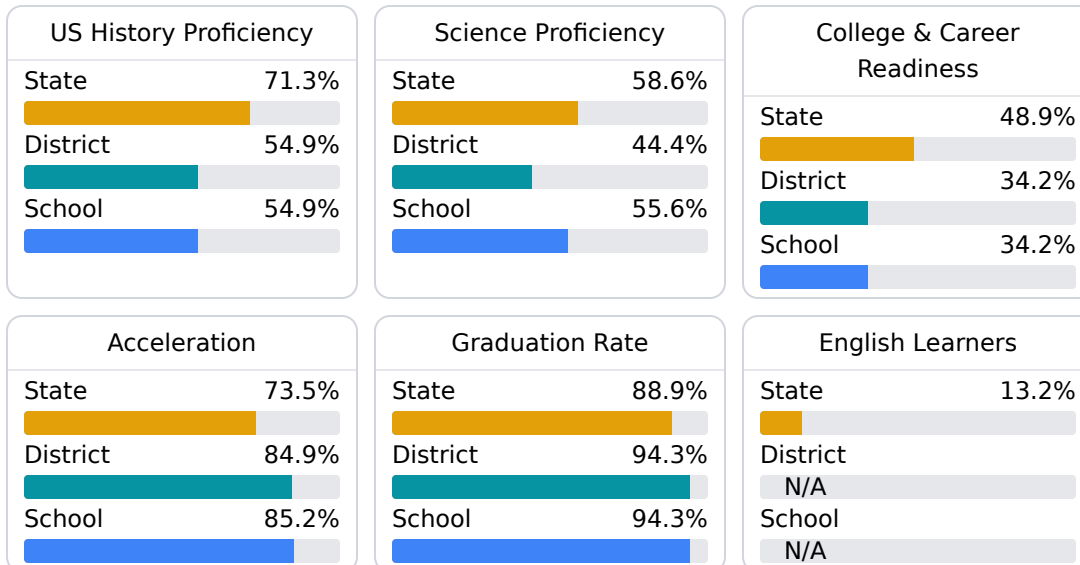 US History Proficiency
State 71.3%
District 54.9%
School 54.9%
Science Proficiency
State 58.6%
District 44.4%
School 55.6%
College & Career
Readiness
State 48.9%
District 34.2%
School 34.2%
Acceleration
State 73.5%
District 84.9%
School 85.2%
Graduation Rate
State 88.9%
District 94.3%
School 94.3%
English Learners
State 13.2%
District
N/A
School
N/A